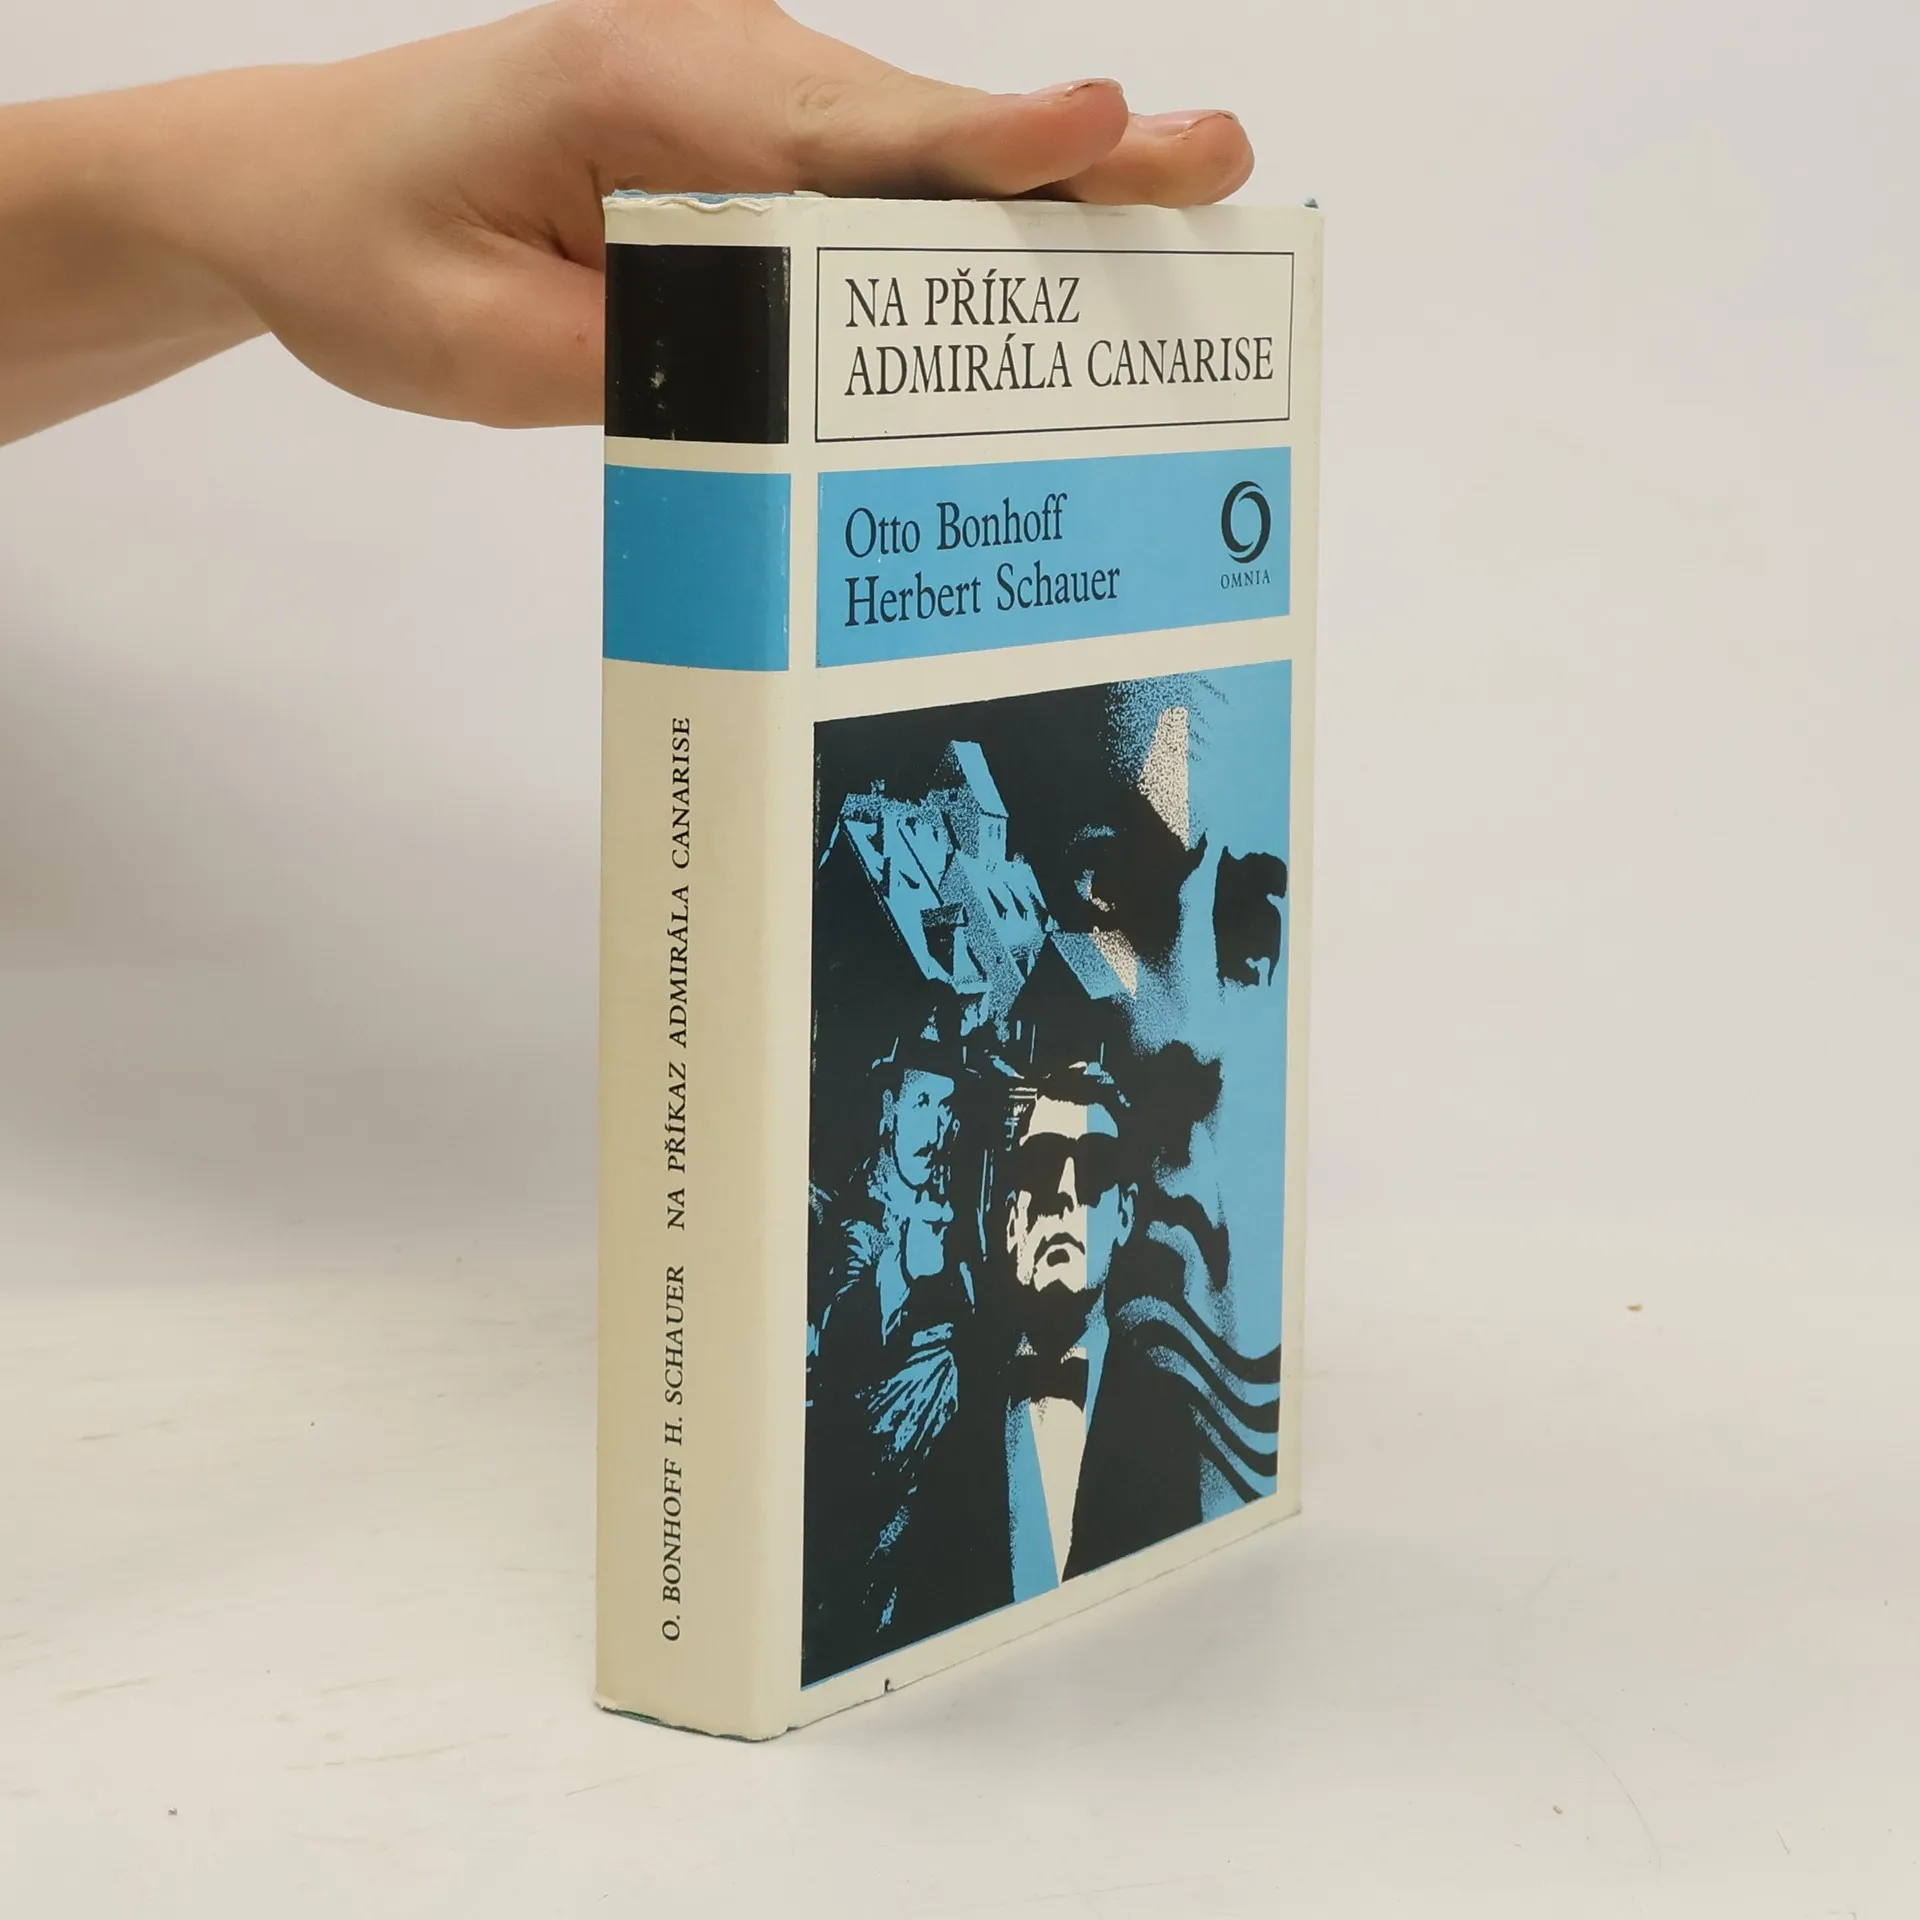 NA PŘÍKAZ
ADMIRÁLA CANARISE
Otto Bonhoff
Herbert Schauer
OMNIA
O. BONHOFF H. SCHAUER NA PŘÍKAZ ADMIRÁLA CANARISE